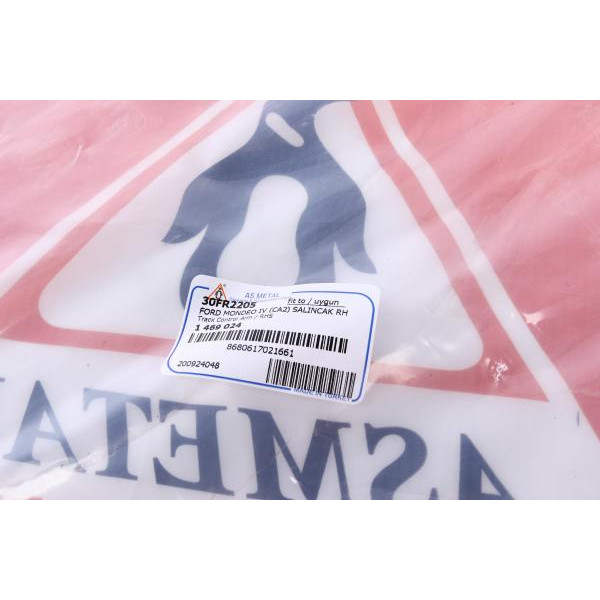 AS METAL
30FR2205 fit to / uygun
FORD MONDEO IV (CA2) SALINCAK RH
Track Control Arm / RHS
1 469 024
8680617021661
200924048
MADE IN TURKEY
ASMETAL